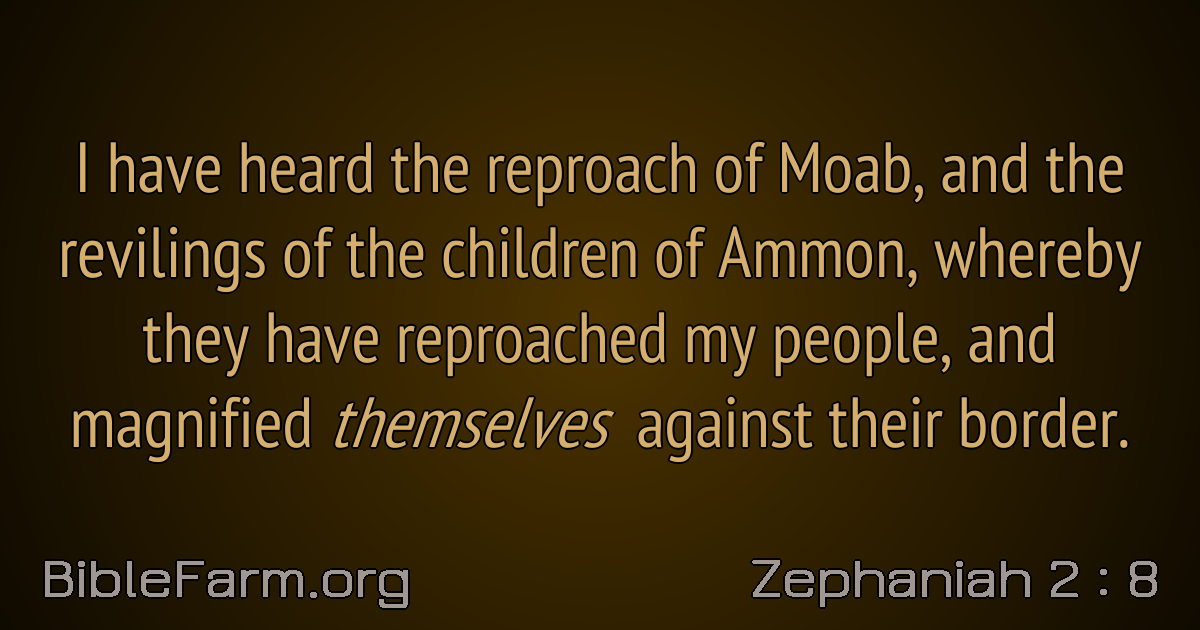 I have heard the reproach of Moab, and the
revilings of the children of Ammon, whereby
they have reproached my people, and
magnified themselves against their border.
BibleFarm.org
Zephaniah 2 : 8